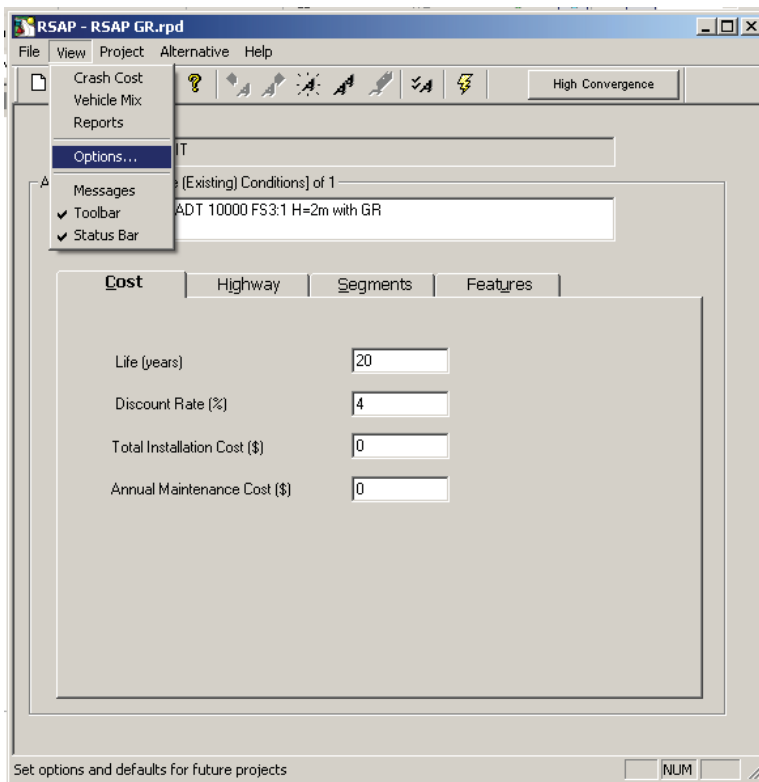 RSAP - RSAP GR.rpd
File View Project Alternative Help
High Convergence
Crash Cost
Vehicle Mix
Reports
Options...
Messages
Toolbar
Status Bar
IT
(Existing) Conditions] of 1
ADT 10000 FS3:1 H=2m with GR
Cost Highway Segments Features
Life (years) 20
Discount Rate (%) 4
Total Installation Cost ($) 0
Annual Maintenance Cost ($) 0
Set options and defaults for future projects NUM